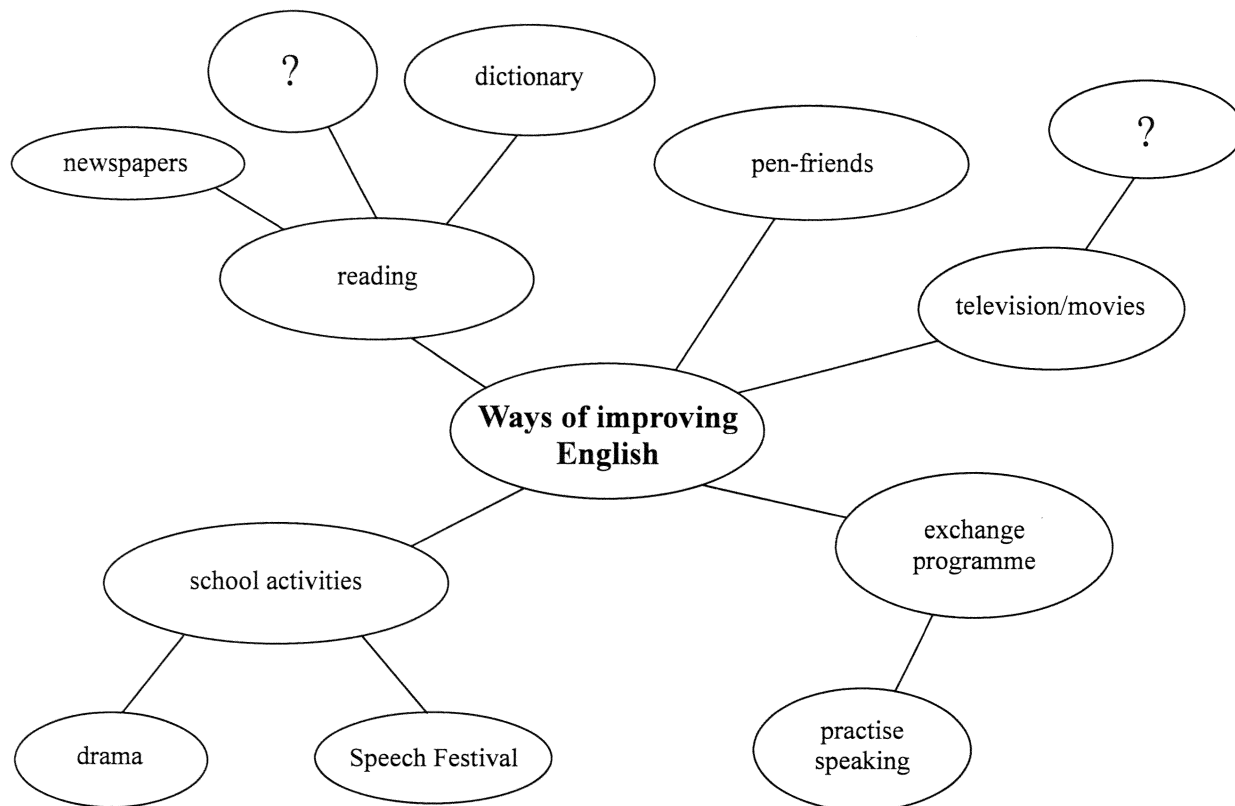 ?
dictionary
?
newspapers
pen-friends
reading
television/movies
Ways of improving
English
exchange
programme
school activities
practise
speaking
drama
Speech Festival